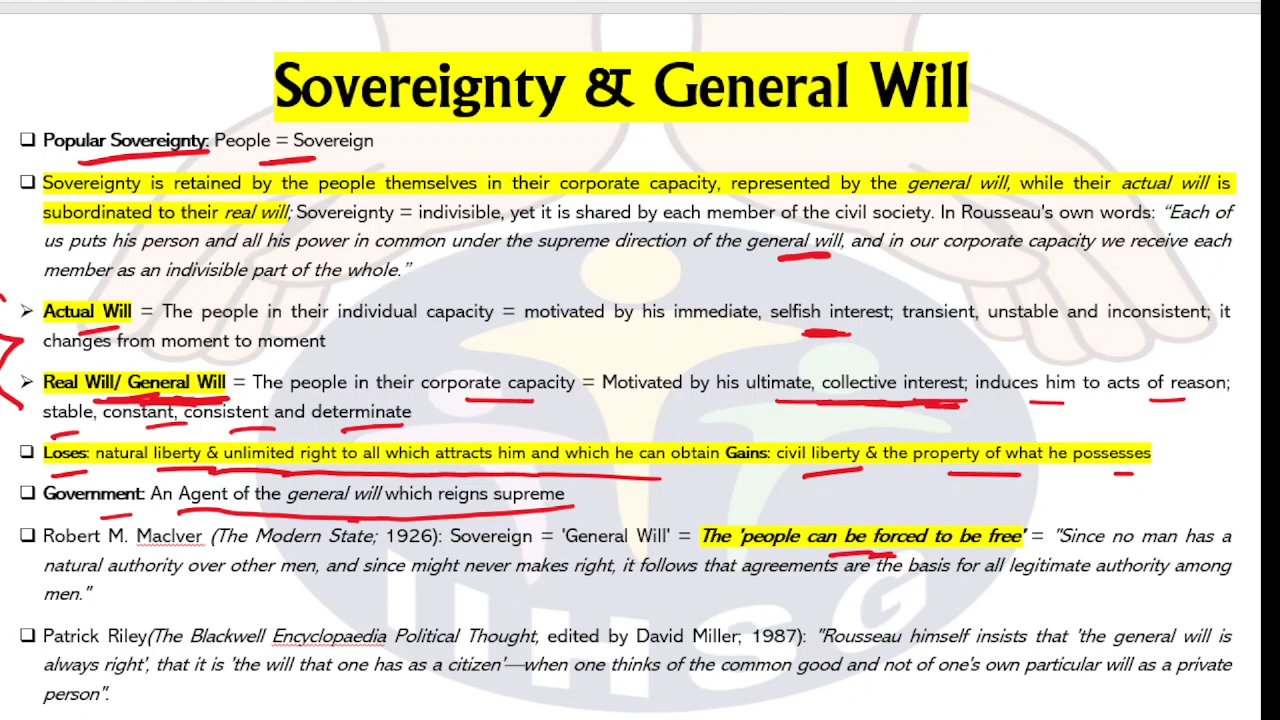 Sovereignty & General Will
❑ Popular Sovereignty: People = Sovereign
❑ Sovereignty is retained by the people themselves in their corporate capacity, represented by the general will, while their actual will is
subordinated to their real will; Sovereignty = indivisible, yet it is shared by each member of the civil society. In Rousseau's own words: “Each of
us puts his person and all his power in common under the supreme direction of the general will, and in our corporate capacity we receive each
member as an indivisible part of the whole.”
➢ Actual Will = The people in their individual capacity = motivated by his immediate, selfish interest; transient, unstable and inconsistent; it
changes from moment to moment
➢ Real Will/ General Will = The people in their corporate capacity = Motivated by his ultimate, collective interest; induces him to acts of reason;
stable, constant, consistent and determinate
❑ Loses: natural liberty & unlimited right to all which attracts him and which he can obtain Gains: civil liberty & the property of what he possesses
❑ Government: An Agent of the general will which reigns supreme
❑ Robert M. MacIver (The Modern State; 1926): Sovereign = 'General Will' = The 'people can be forced to be free' = "Since no man has a
natural authority over other men, and since might never makes right, it follows that agreements are the basis for all legitimate authority among
men."
❑ Patrick Riley(The Blackwell Encyclopaedia Political Thought, edited by David Miller; 1987): "Rousseau himself insists that 'the general will is
always right', that it is 'the will that one has as a citizen'—when one thinks of the common good and not of one's own particular will as a private
person".